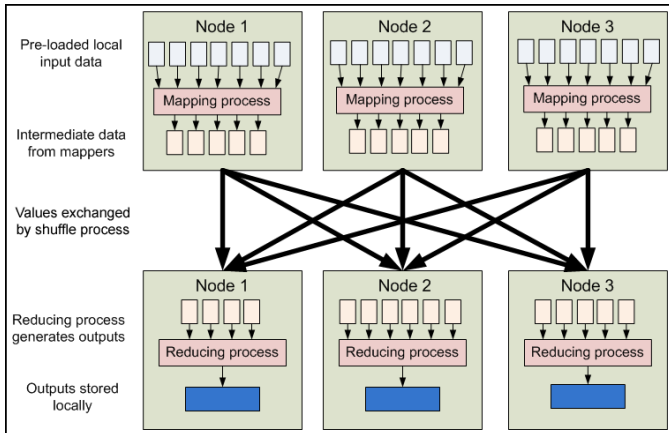 Node 1
Node 2
Node 3
Pre-loaded local
input data
Mapping process
Mapping process
Mapping process
Intermediate data
from mappers
Values exchanged
by shuffle process
Node 1
Node 2
Node 3
Reducing process
generates outputs
Reducing process
Reducing process
Reducing process
Outputs stored
locally